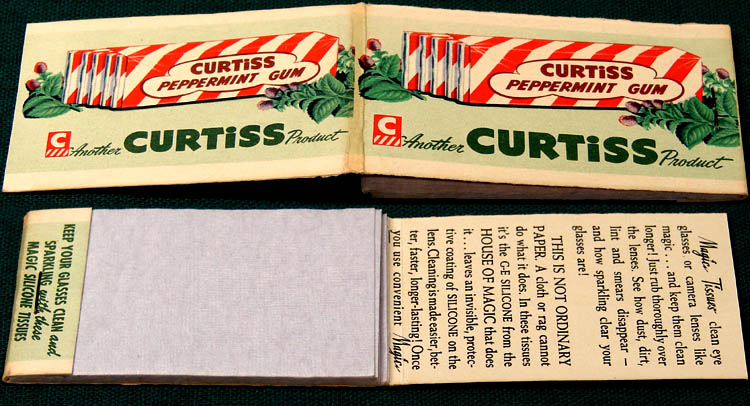 CURTiSS
PEPPERMINT GUM
C
Another CURTiSS Product
CURTiSS
PEPPERMINT GUM
C
Another CURTiSS Product
KEEP YOUR GLASSES CLEAN and
SPARKLING with these
MAGIC SILICONE TISSUES
Magic Tissues clean eye
glasses or camera lenses like
magic . . . and keep them clean
longer! Just rub thoroughly over
the lenses. See how dust, dirt,
lint and smears disappear —
and how sparkling clear your
glasses are!
THIS IS NOT ORDINARY
PAPER. A cloth or rag cannot
do what it does. In these tissues
it's the G-E SILICONE from the
HOUSE OF MAGIC that does
it . . . leaves an invisible, protec-
tive coating of SILICONE on the
lens. Cleaning is made easier, bet-
ter, faster, longer-lasting! Once
you use convenient Magic